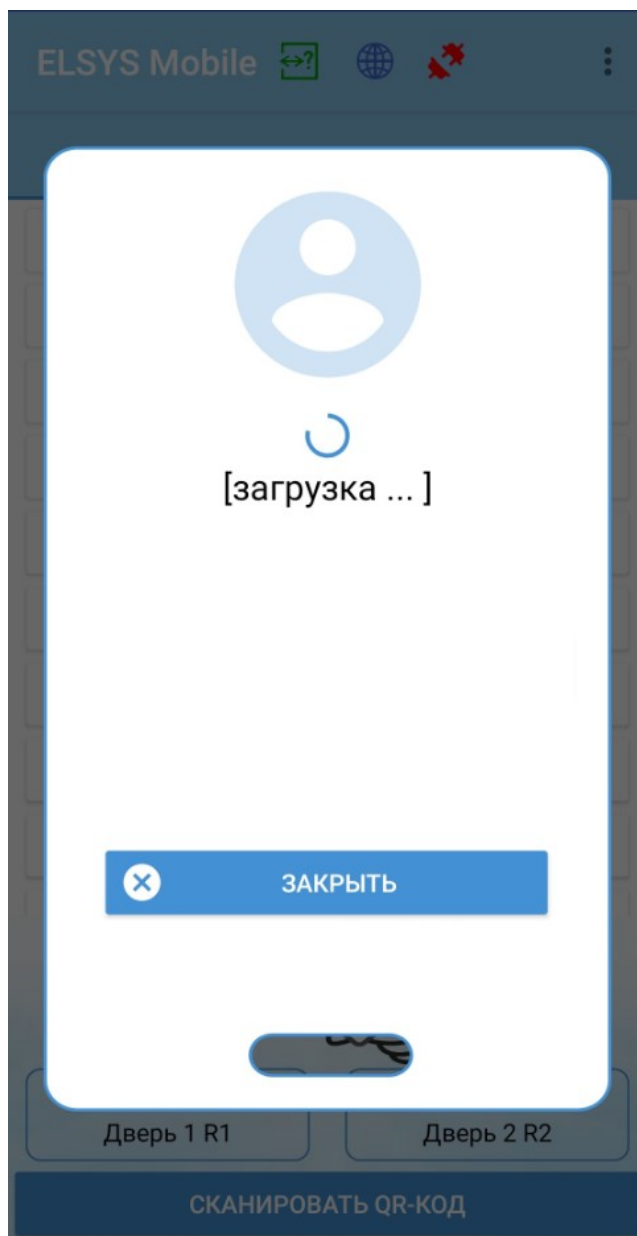 ELSYS Mobile
[загрузка ... ]
ЗАКРЫТЬ
Дверь 1 R1
Дверь 2 R2
СКАНИРОВАТЬ QR-КОД